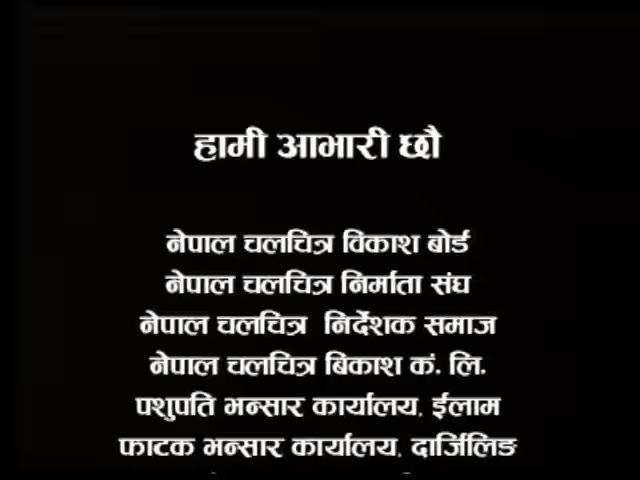 हामी आभारी छौ
नेपाल चलचित्र विकाश बोर्ड
नेपाल चलचित्र निर्माता संघ
नेपाल चलचित्र निर्देशक समाज
नेपाल चलचित्र बिकाश कं. लि.
पशुपति भन्सार कार्यालय, ईलाम
फाटक भन्सार कार्यालय, दार्जिलिङ